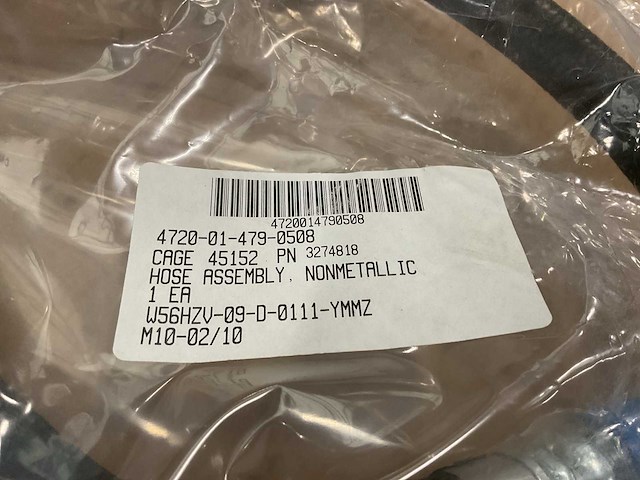 4720014790508
4720-01-479-0508
CAGE 45152 PN 3274818
HOSE ASSEMBLY, NONMETALLIC
1 EA
W56HZV-09-D-0111-YMMZ
M10-02/10